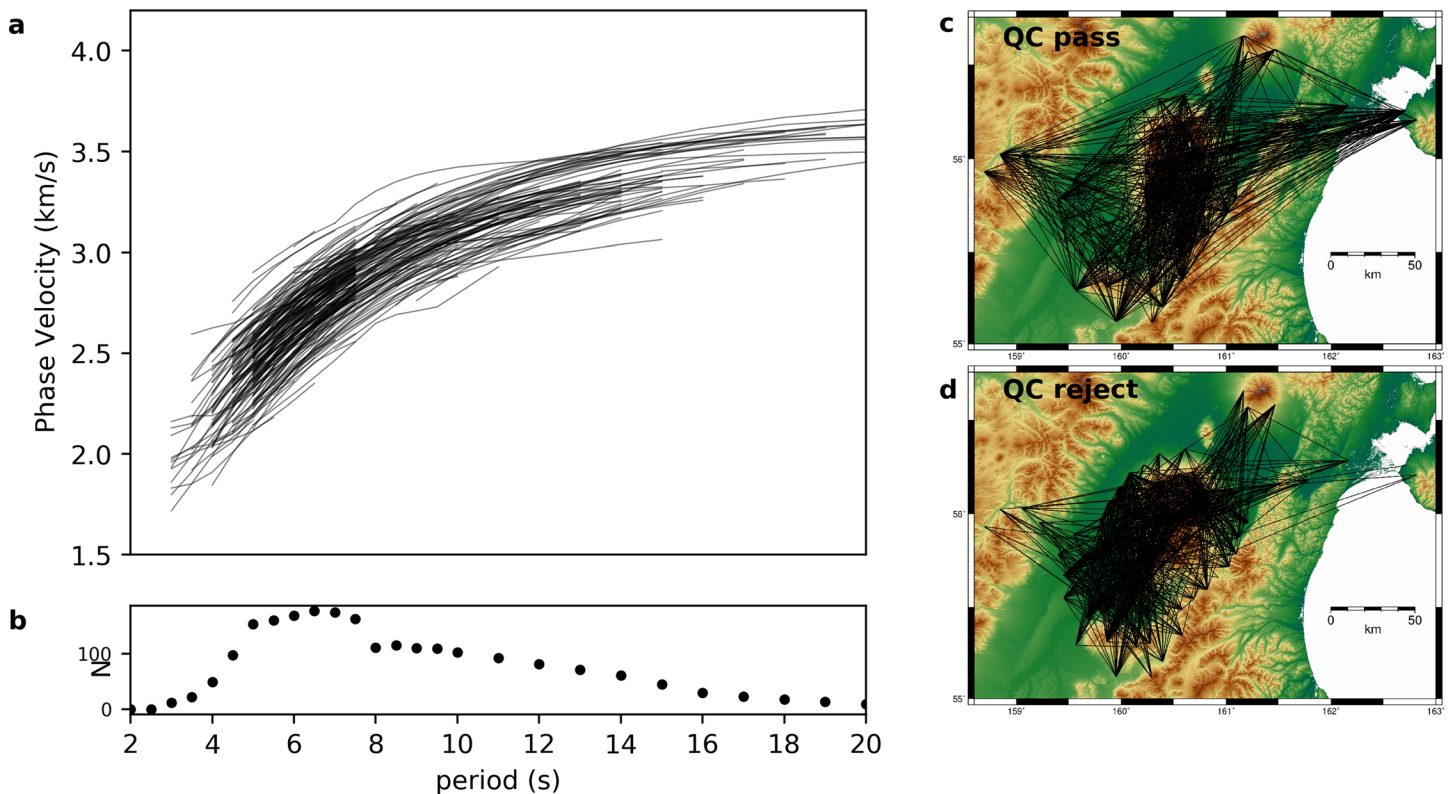 a
4.0
3.5
3.0
2.5
2.0
1.5
Phase Velocity (km/s)
b
100
0
N
2 4 6 8 10 12 14 16 18 20
period (s)
c
QC pass
56°
55°
0 50
km
159° 160° 161° 162° 163°
d
QC reject
56°
55°
0 50
km
159° 160° 161° 162° 163°